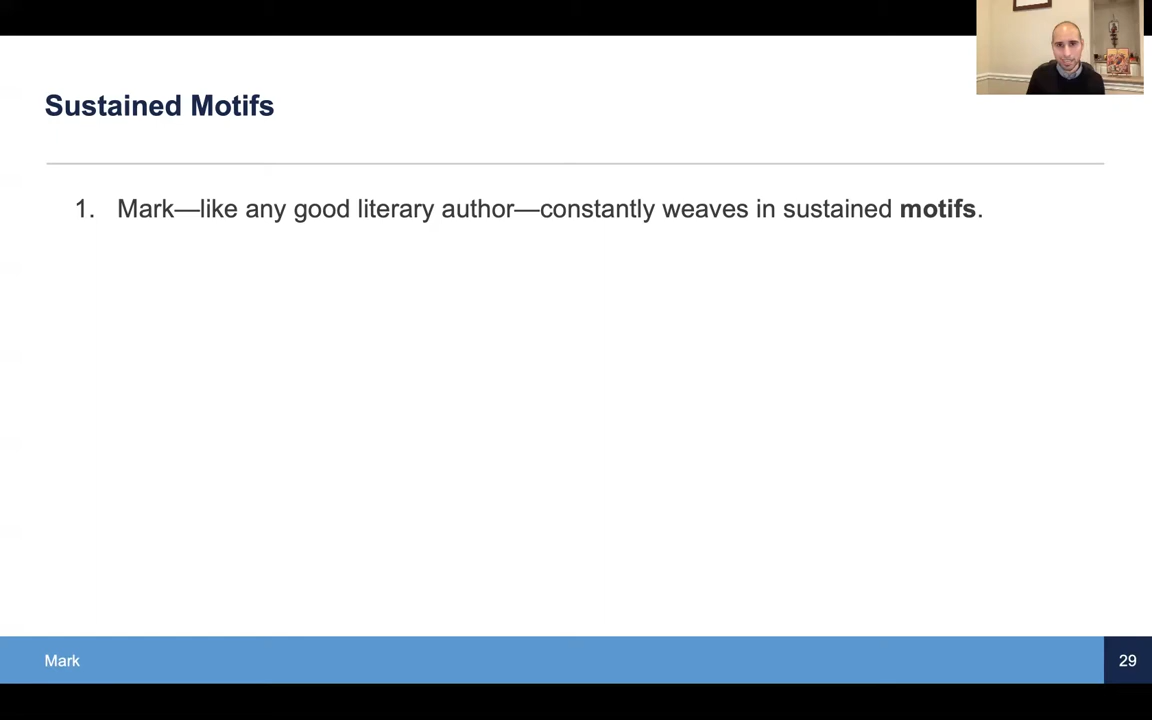 Sustained Motifs
1. Mark—like any good literary author—constantly weaves in sustained motifs.
Mark
29